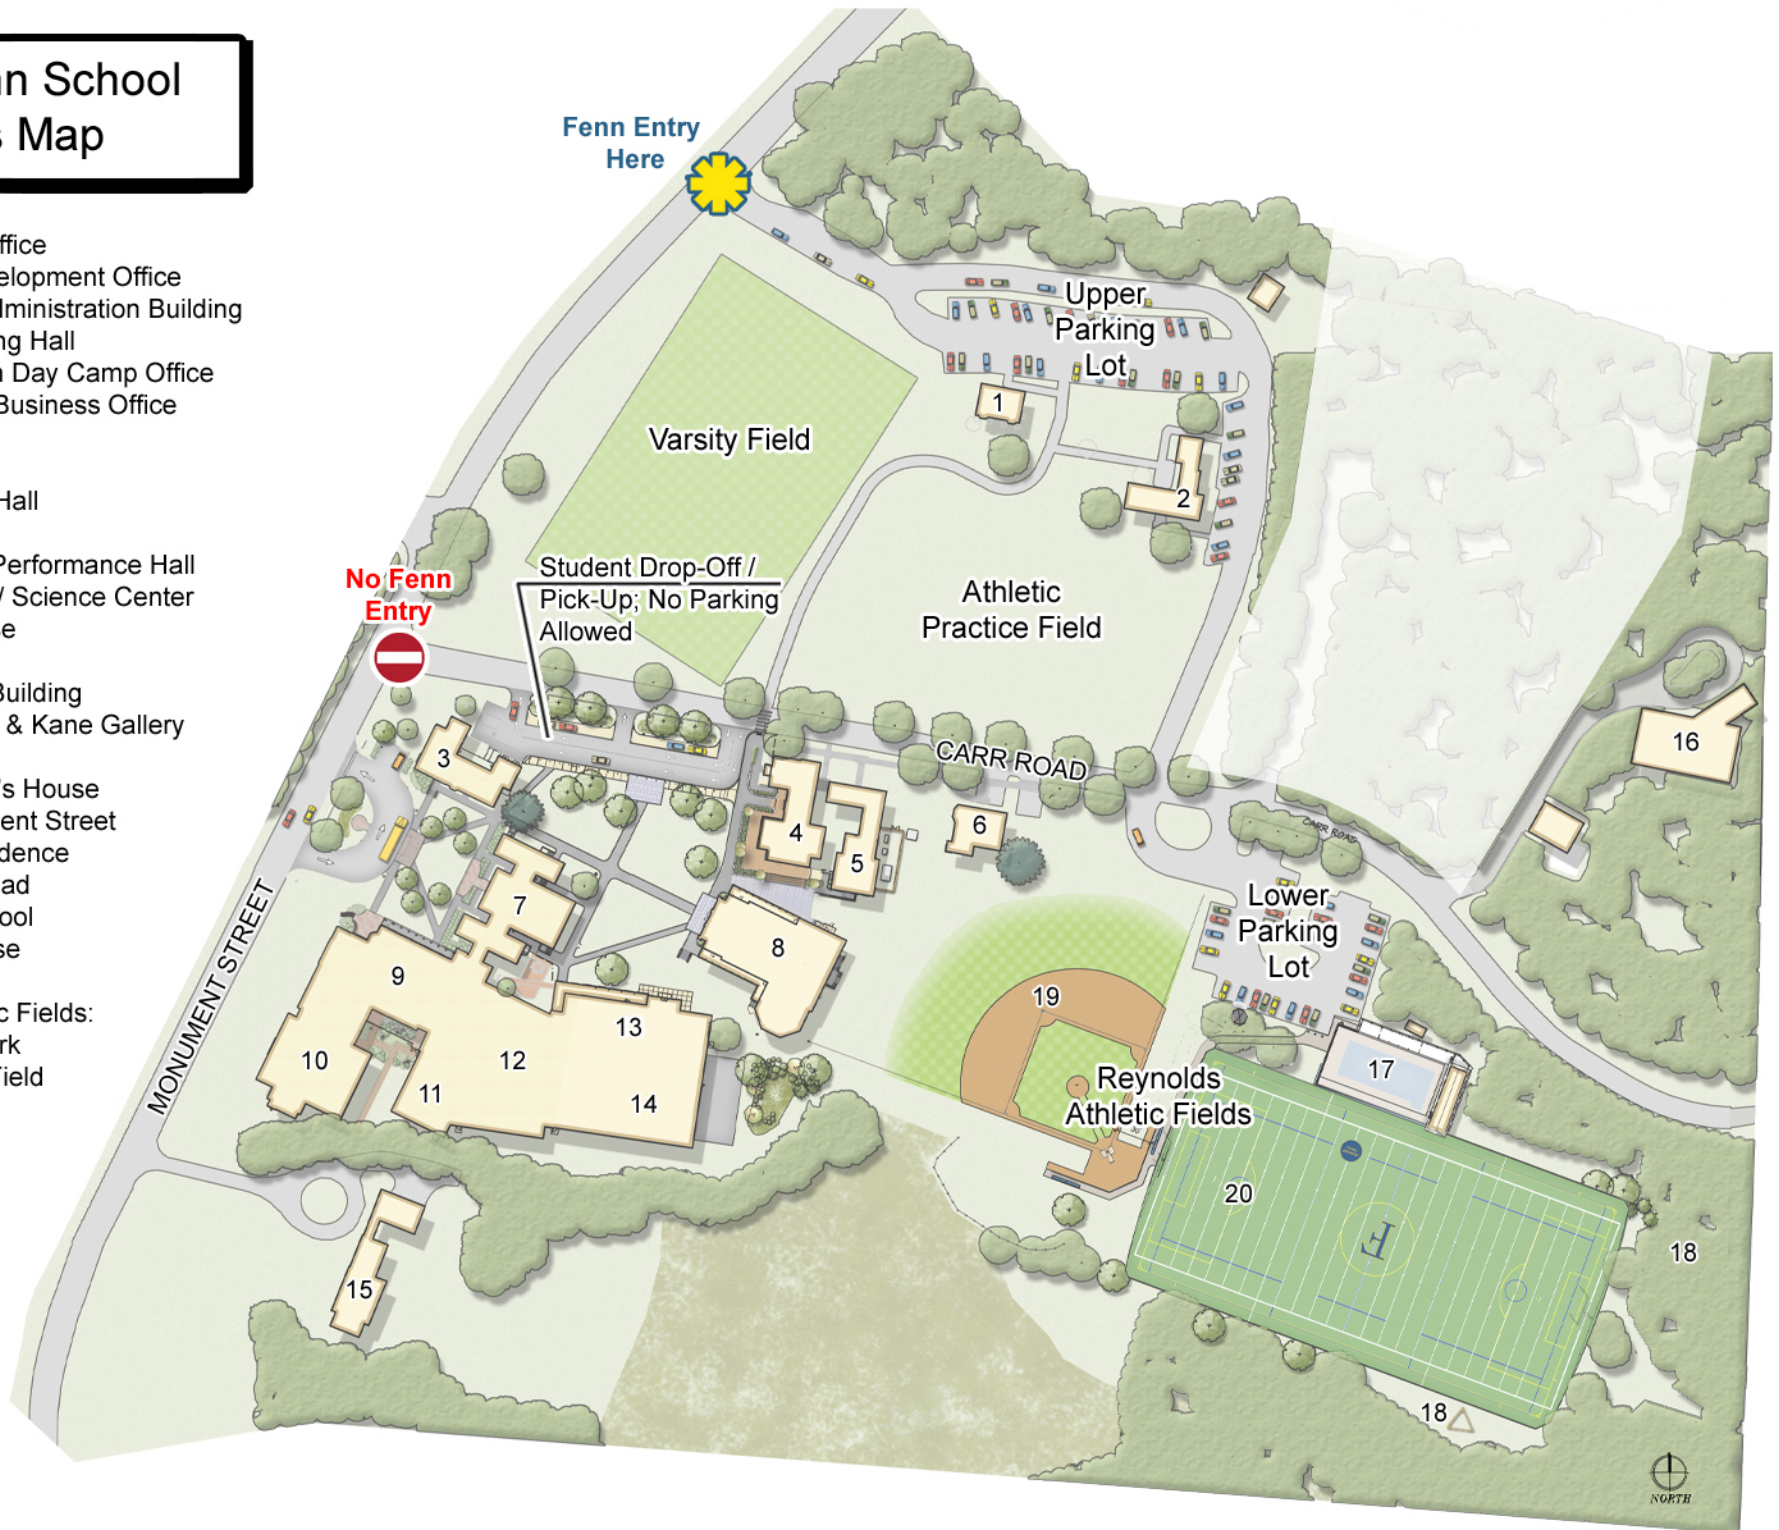 nn School
s Map
ffice
elopment Office
dministration Building
ng Hall
n Day Camp Office
Business Office
Hall
Performance Hall
/ Science Center
se
Building
& Kane Gallery
's House
ent Street
dence
ad
ool
se
c Fields:
rk
Field
Fenn Entry
Here
Upper
Parking
Lot
1
Varsity Field
2
Student Drop-Off /
Pick-Up; No Parking
Allowed
No Fenn
Entry
Athletic
Practice Field
3
CARR ROAD
16
4
5
6
CARR ROAD
7
8
Lower
Parking
Lot
MONUMENT STREET
9
19
10
11
12
13
14
17
Reynolds
Athletic Fields
20
F
18
15
18
NORTH